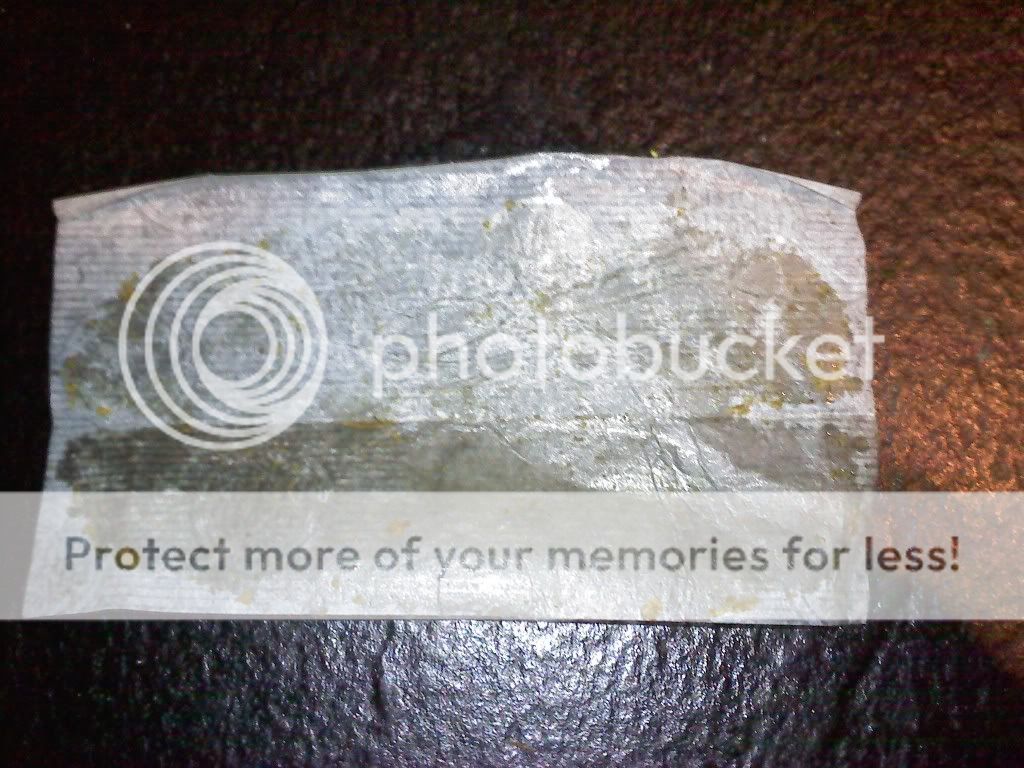 photobucket
Protect more of your memories for less!